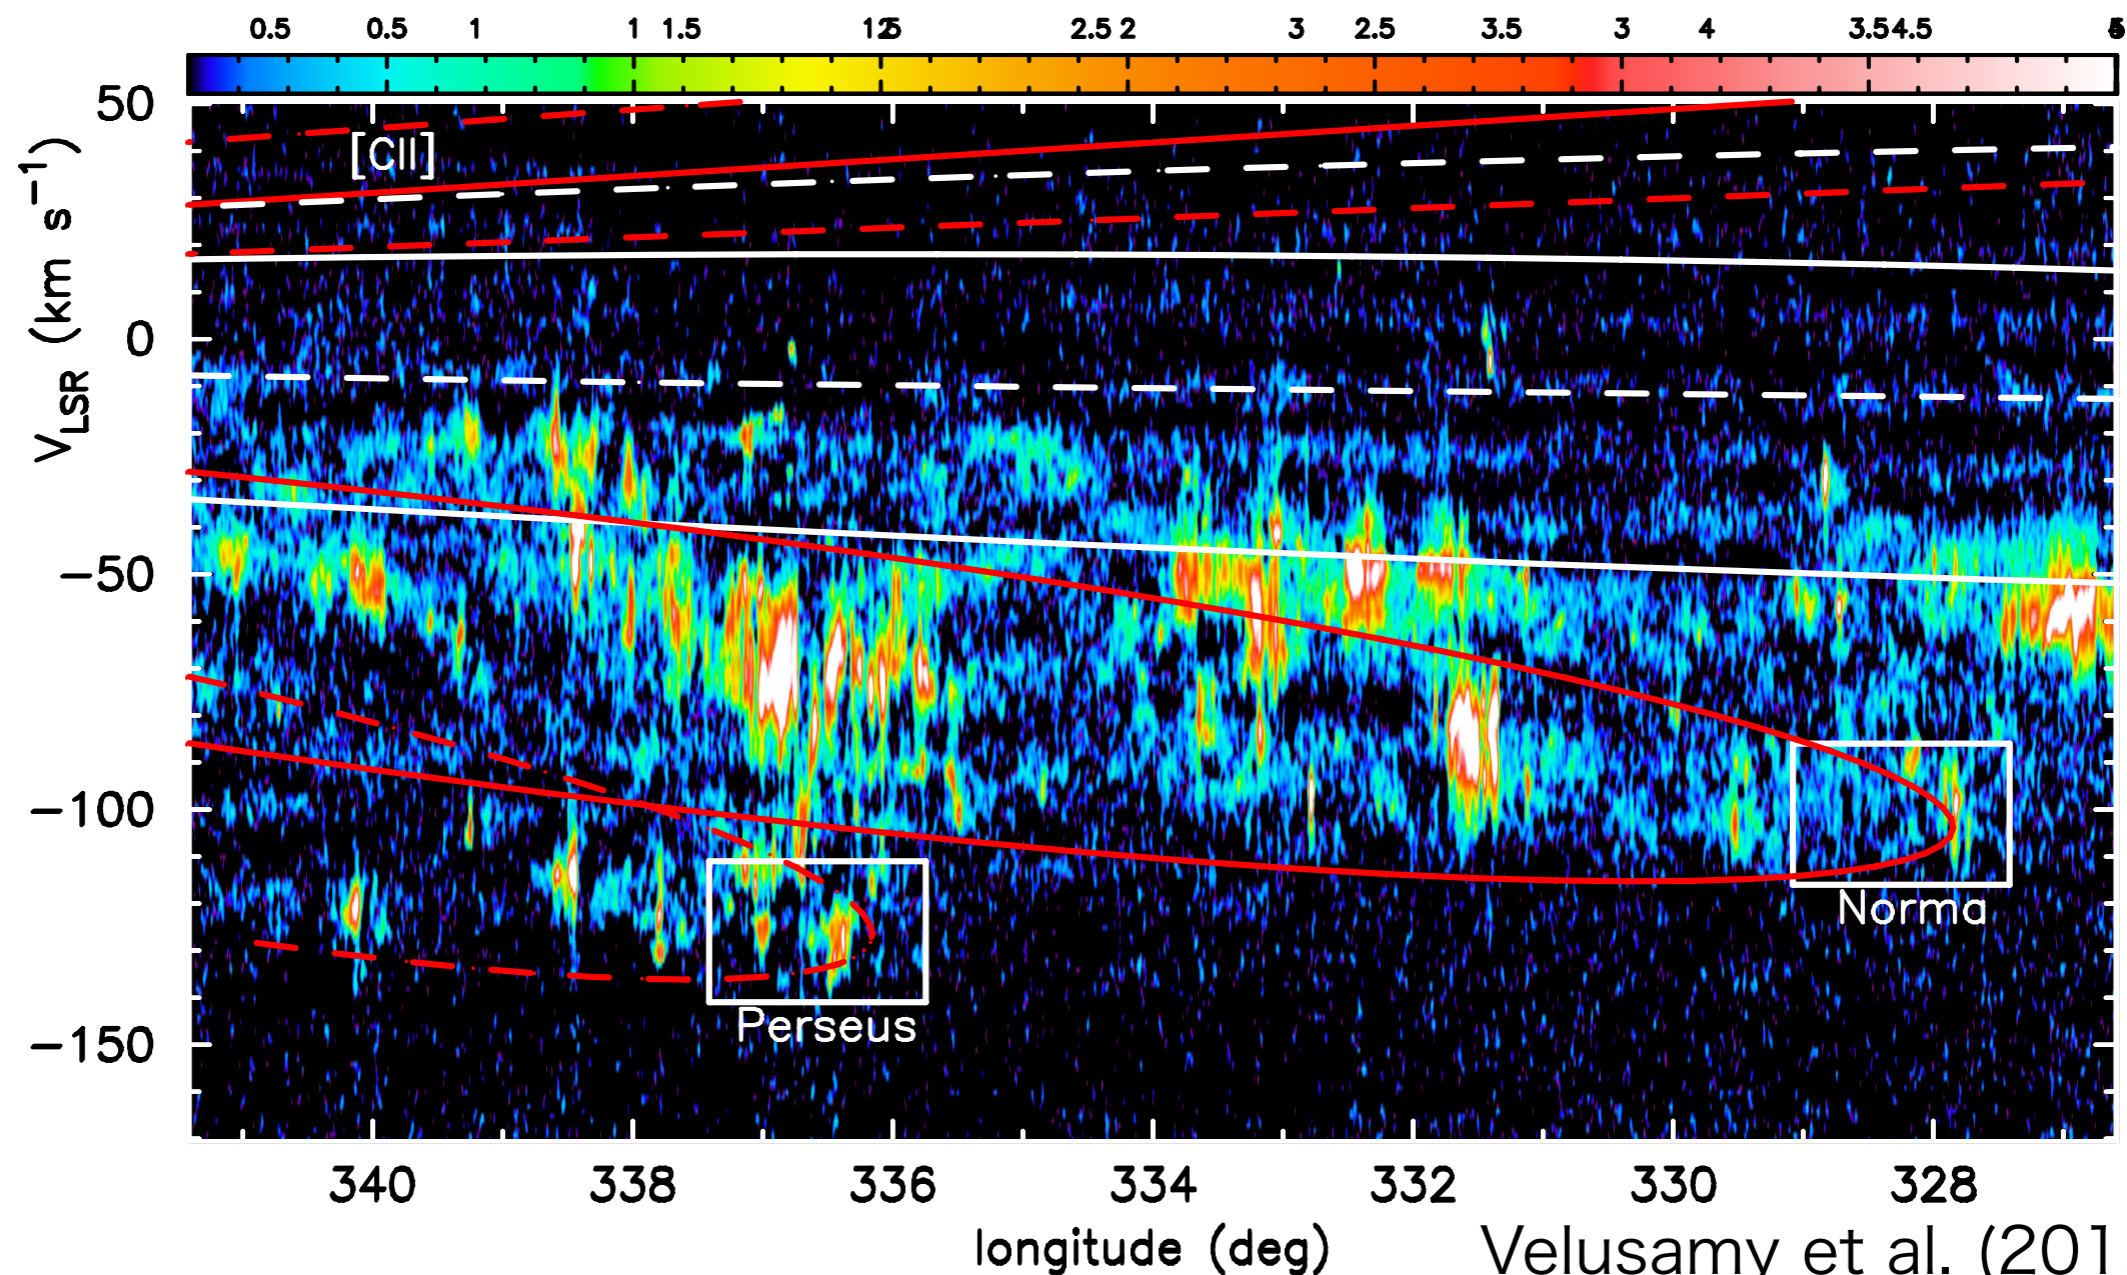 0.5 0.5 1 1 1.5 2.5 2 3 2.5 3.5 3 4 3.5 4.5
50
[CII]
0
−50
−100
−150
V_LSR (km s⁻¹)
Norma
Perseus
340 338 336 334 332 330 328
longitude (deg)
Velusamy et al. (201